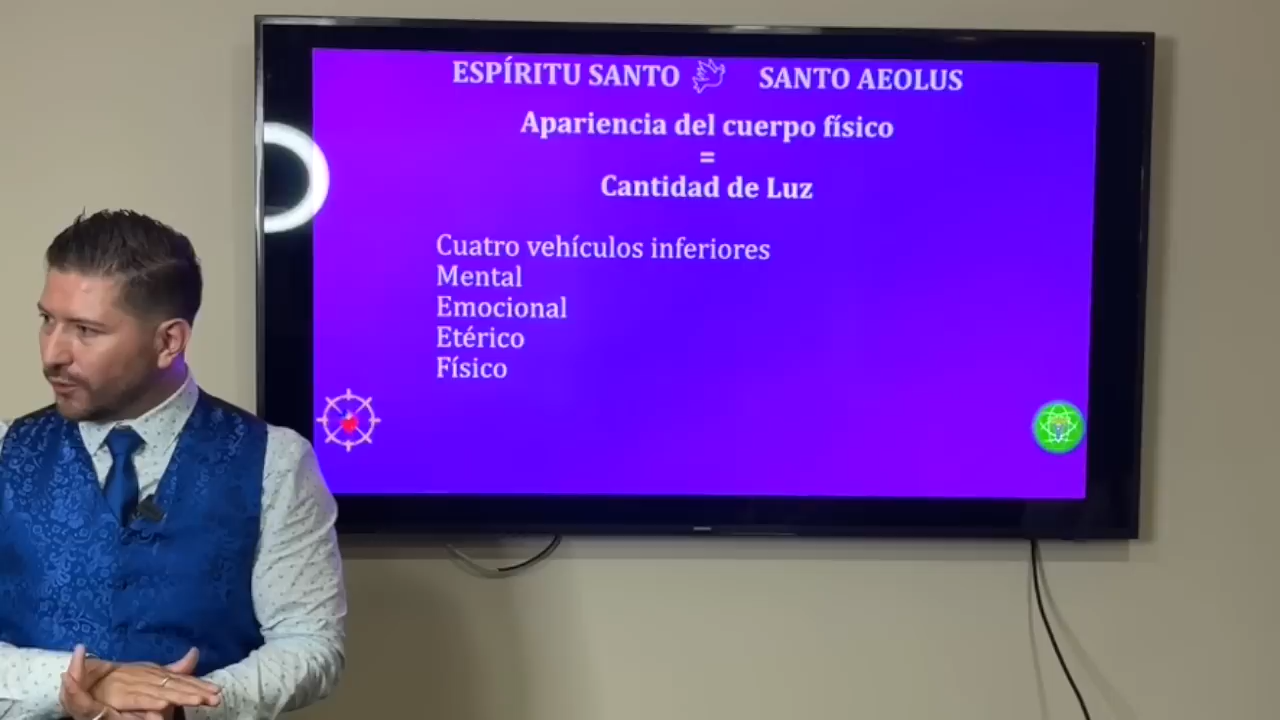 ESPÍRITU SANTO SANTO AEOLUS
Apariencia del cuerpo físico
=
Cantidad de Luz
Cuatro vehículos inferiores
Mental
Emocional
Etérico
Físico